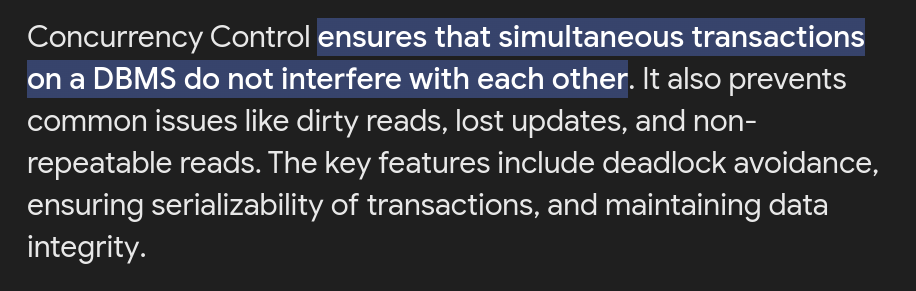 Concurrency Control ensures that simultaneous transactions
on a DBMS do not interfere with each other. It also prevents
common issues like dirty reads, lost updates, and non-
repeatable reads. The key features include deadlock avoidance,
ensuring serializability of transactions, and maintaining data
integrity.